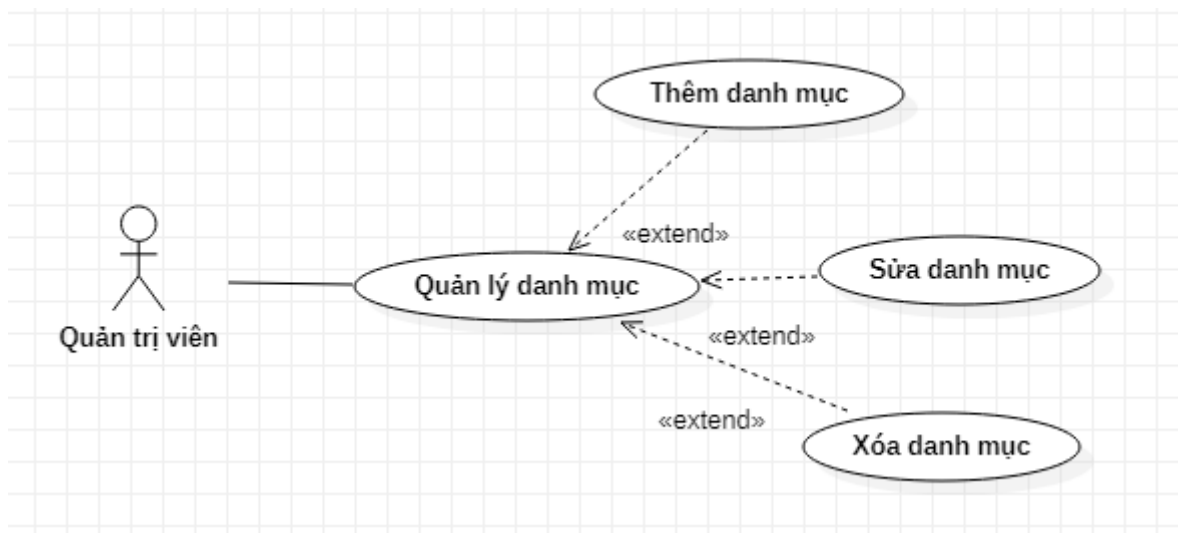 Thêm danh mục
«extend»
Quản lý danh mục
Sửa danh mục
Quản trị viên
«extend»
«extend»
Xóa danh mục